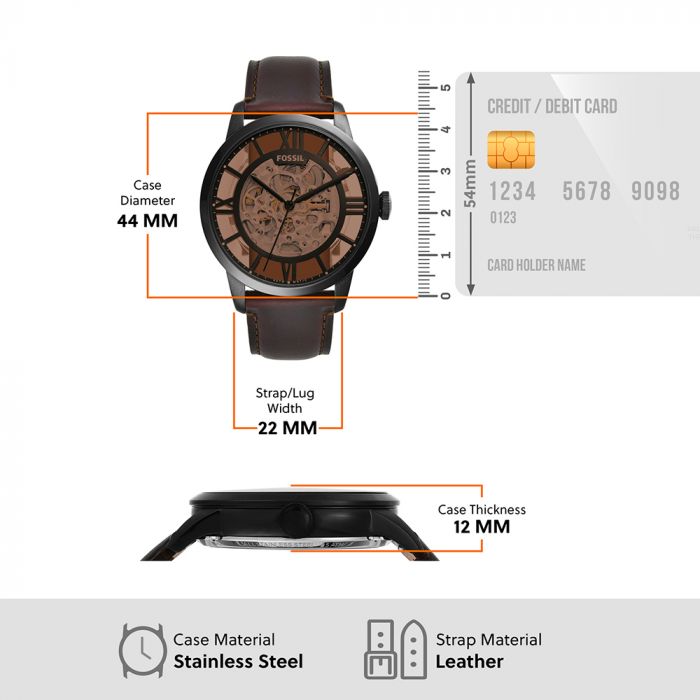 FOSSIL
Case
Diameter
44 MM
5
4
3
2
1
0
54mm
CREDIT / DEBIT CARD
1234 5678 9098
0123
CARD HOLDER NAME
Strap/Lug
Width
22 MM
Case Thickness
12 MM
Case Material
Stainless Steel
Strap Material
Leather